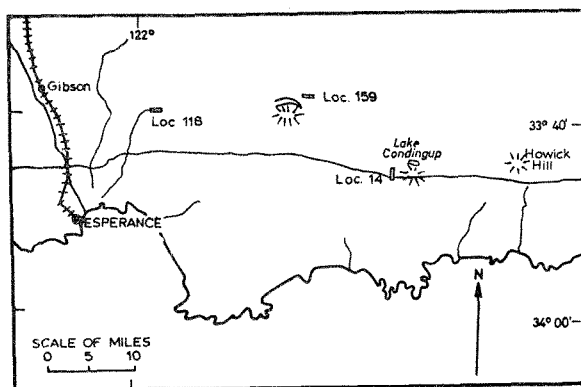 122°
Gibson
Loc. 159
Loc 116
33° 40'
Lake
Condingup
Howick
Hill
Loc. 14
ESPERANCE
N
34° 00'
SCALE OF MILES
0 5 10